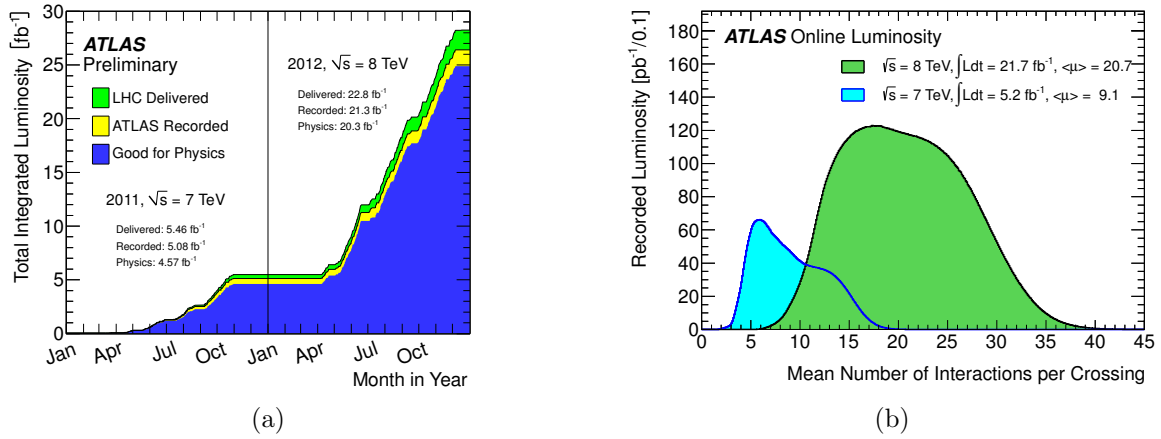 Total Integrated Luminosity [fb⁻¹]
30
25
20
15
10
5
0
ATLAS
Preliminary
LHC Delivered
ATLAS Recorded
Good for Physics
2011, √s = 7 TeV
Delivered: 5.46 fb⁻¹
Recorded: 5.08 fb⁻¹
Physics: 4.57 fb⁻¹
2012, √s = 8 TeV
Delivered: 22.8 fb⁻¹
Recorded: 21.3 fb⁻¹
Physics: 20.3 fb⁻¹
Jan Apr Jul Oct Jan Apr Jul Oct
Month in Year
(a)
Recorded Luminosity [pb⁻¹/0.1]
180
160
140
120
100
80
60
40
20
0
ATLAS Online Luminosity
√s = 8 TeV, ∫Ldt = 21.7 fb⁻¹, <μ> = 20.7
√s = 7 TeV, ∫Ldt = 5.2 fb⁻¹, <μ> = 9.1
0 5 10 15 20 25 30 35 40 45
Mean Number of Interactions per Crossing
(b)